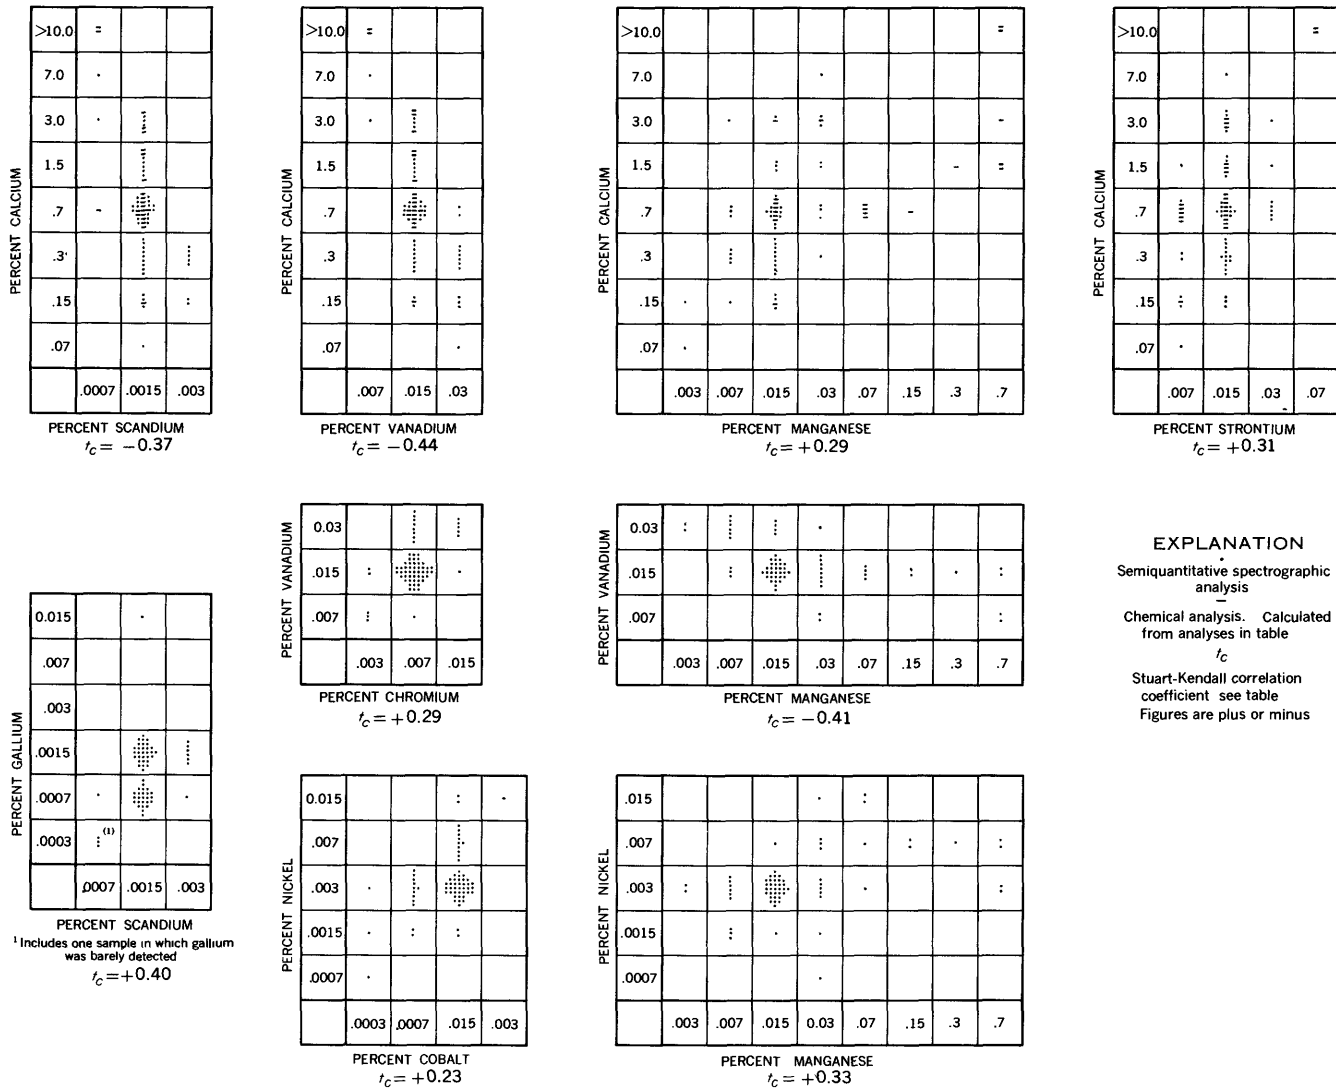 PERCENT CALCIUM
>10.0
7.0
3.0
1.5
.7
.3
.15
.07
.0007 .0015 .003
PERCENT SCANDIUM
tc = −0.37
PERCENT CALCIUM
>10.0
7.0
3.0
1.5
.7
.3
.15
.07
.007 .015 .03
PERCENT VANADIUM
tc = −0.44
PERCENT CALCIUM
>10.0
7.0
3.0
1.5
.7
.3
.15
.07
.003 .007 .015 .03 .07 .15 .3 .7
PERCENT MANGANESE
tc = +0.29
PERCENT CALCIUM
>10.0
7.0
3.0
1.5
.7
.3
.15
.07
.007 .015 .03 .07
PERCENT STRONTIUM
tc = +0.31
PERCENT VANADIUM
0.03
.015
.007
.003 .007 .015
PERCENT CHROMIUM
tc = +0.29
PERCENT VANADIUM
0.03
.015
.007
.003 .007 .015 .03 .07 .15 .3 .7
PERCENT MANGANESE
tc = −0.41
EXPLANATION
Semiquantitative spectrographic
analysis
Chemical analysis. Calculated
from analyses in table
tc
Stuart-Kendall correlation
coefficient see table
Figures are plus or minus
PERCENT GALLIUM
0.015
.007
.003
.0015
.0007
.0003 (1)
.0007 .0015 .003
PERCENT SCANDIUM
1 Includes one sample in which gallium
was barely detected
tc = +0.40
PERCENT NICKEL
0.015
.007
.003
.0015
.0007
.0003 .0007 .015 .003
PERCENT COBALT
tc = +0.23
PERCENT NICKEL
.015
.007
.003
.0015
.0007
.003 .007 .015 0.03 .07 .15 .3 .7
PERCENT MANGANESE
tc = +0.33